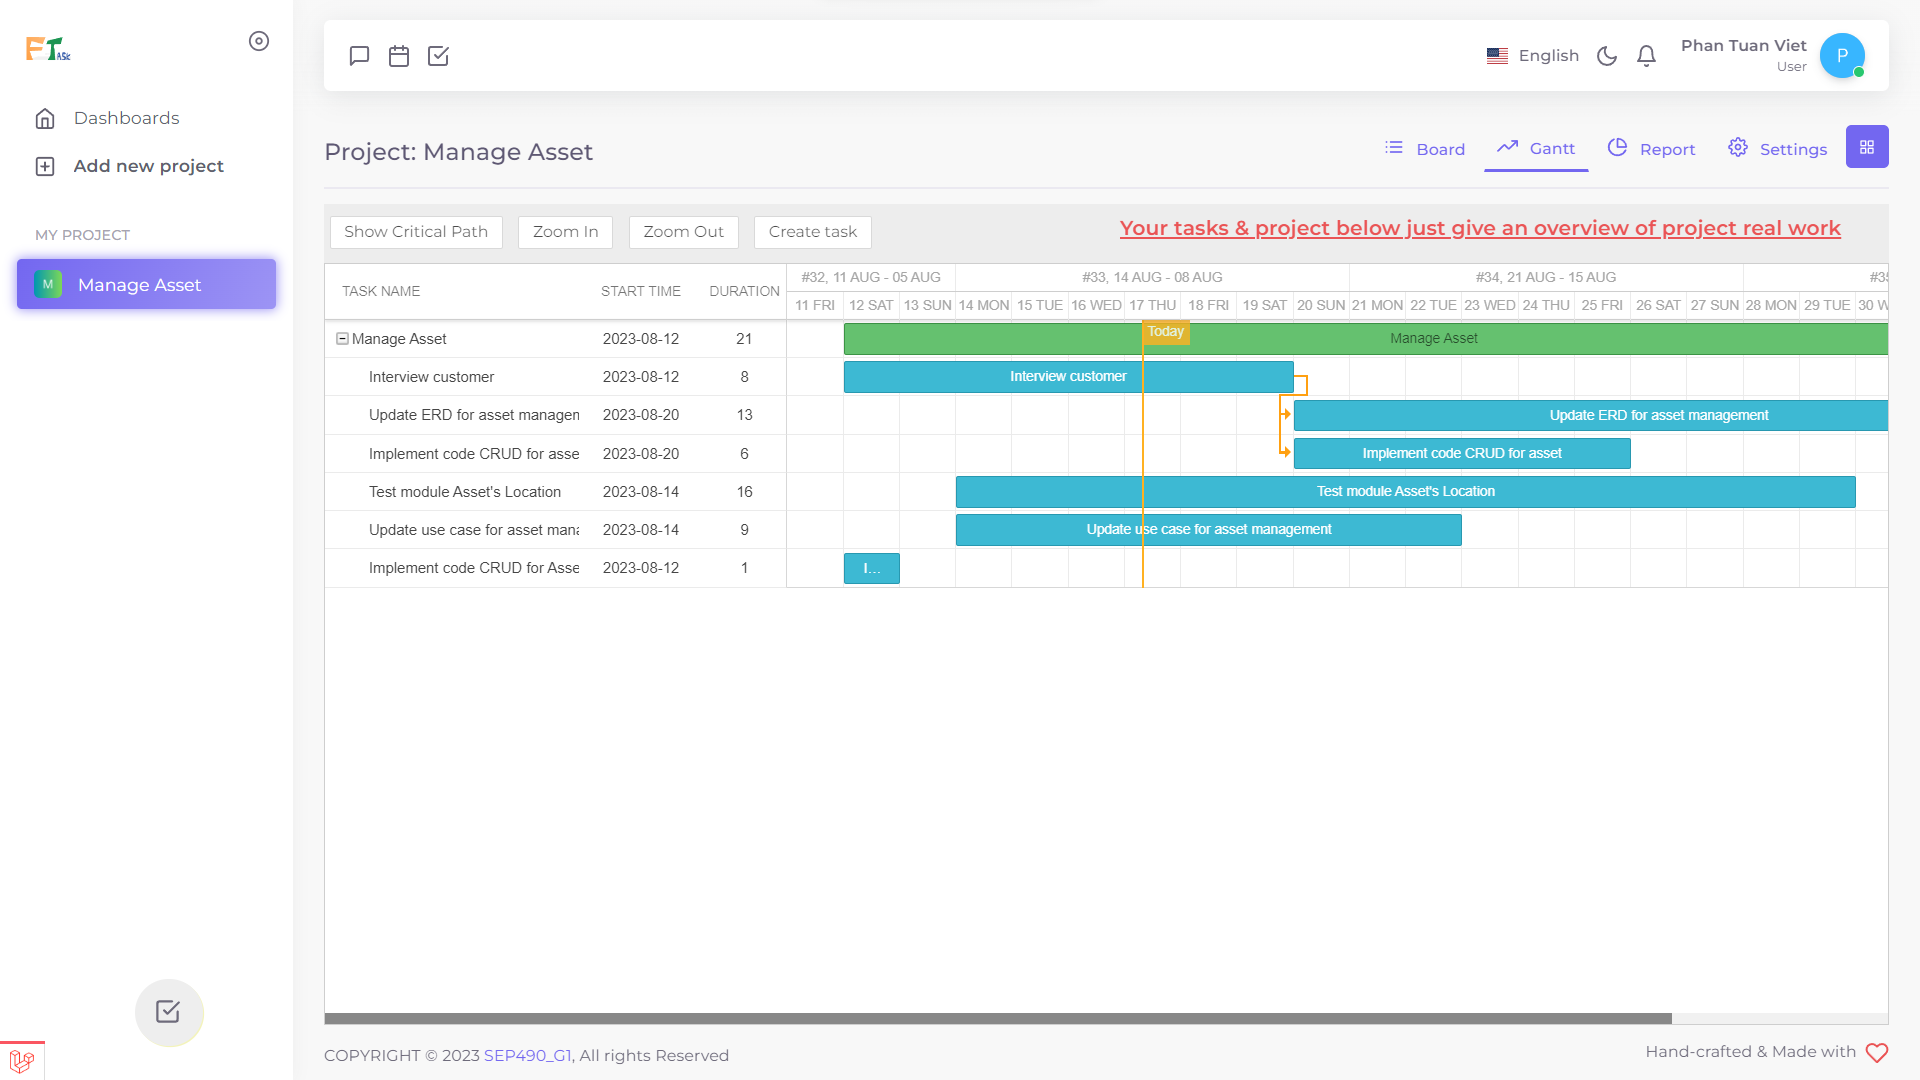 FTASk
English
Phan Tuan Viet
User
P
Dashboards
Add new project
MY PROJECT
M
Manage Asset
Project: Manage Asset
Board
Gantt
Report
Settings
Show Critical Path
Zoom In
Zoom Out
Create task
Your tasks & project below just give an overview of project real work
TASK NAME
START TIME
DURATION
#32, 11 AUG - 05 AUG
#33, 14 AUG - 08 AUG
#34, 21 AUG - 15 AUG
#35
11 FRI 12 SAT 13 SUN 14 MON 15 TUE 16 WED 17 THU 18 FRI 19 SAT 20 SUN 21 MON 22 TUE 23 WED 24 THU 25 FRI 26 SAT 27 SUN 28 MON 29 TUE 30 W
Today
Manage Asset 2023-08-12 21 Manage Asset
Interview customer 2023-08-12 8 Interview customer
Update ERD for asset managen 2023-08-20 13 Update ERD for asset management
Implement code CRUD for asse 2023-08-20 6 Implement code CRUD for asset
Test module Asset's Location 2023-08-14 16 Test module Asset's Location
Update use case for asset mana 2023-08-14 9 Update use case for asset management
Implement code CRUD for Asse 2023-08-12 1 I...
COPYRIGHT © 2023 SEP490_G1, All rights Reserved
Hand-crafted & Made with